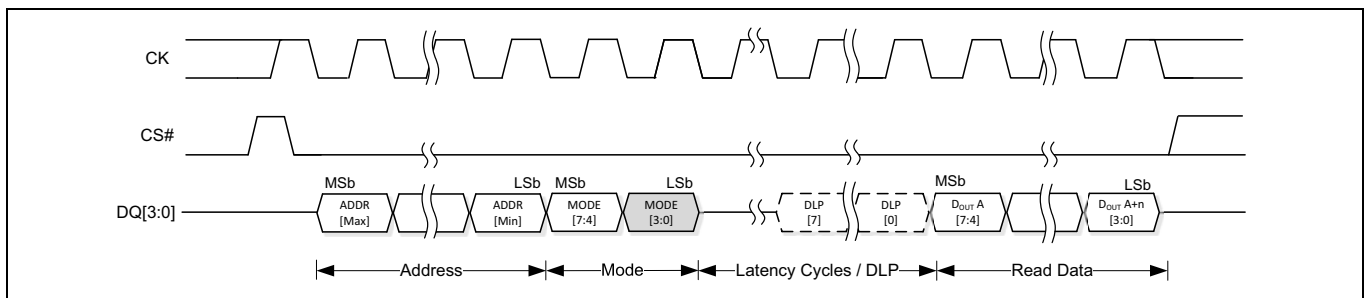 CK
CS#
MSb LSb MSb LSb MSb LSb
DQ[3:0] ADDR [Max] ADDR [Min] MODE [7:4] MODE [3:0] DLP [7] DLP [0] DOUT A [7:4] DOUT A+n [3:0]
Address Mode Latency Cycles / DLP Read Data